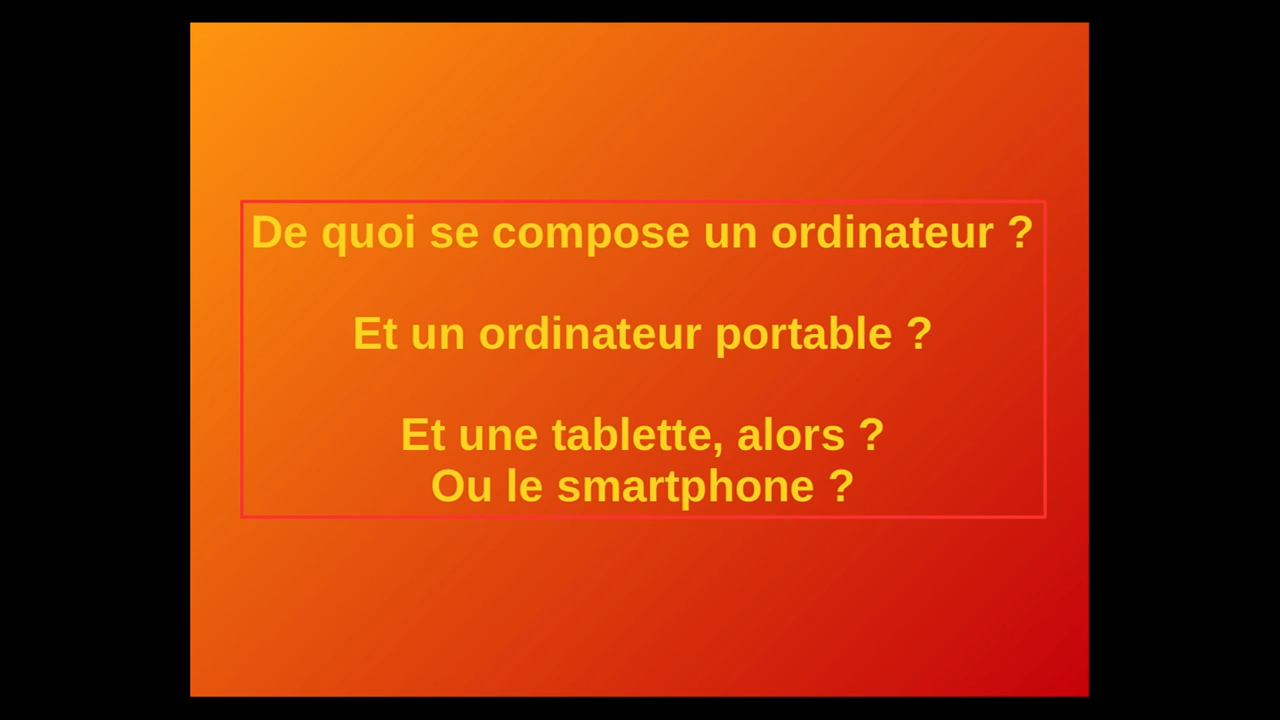 De quoi se compose un ordinateur ?
Et un ordinateur portable ?
Et une tablette, alors ?
Ou le smartphone ?